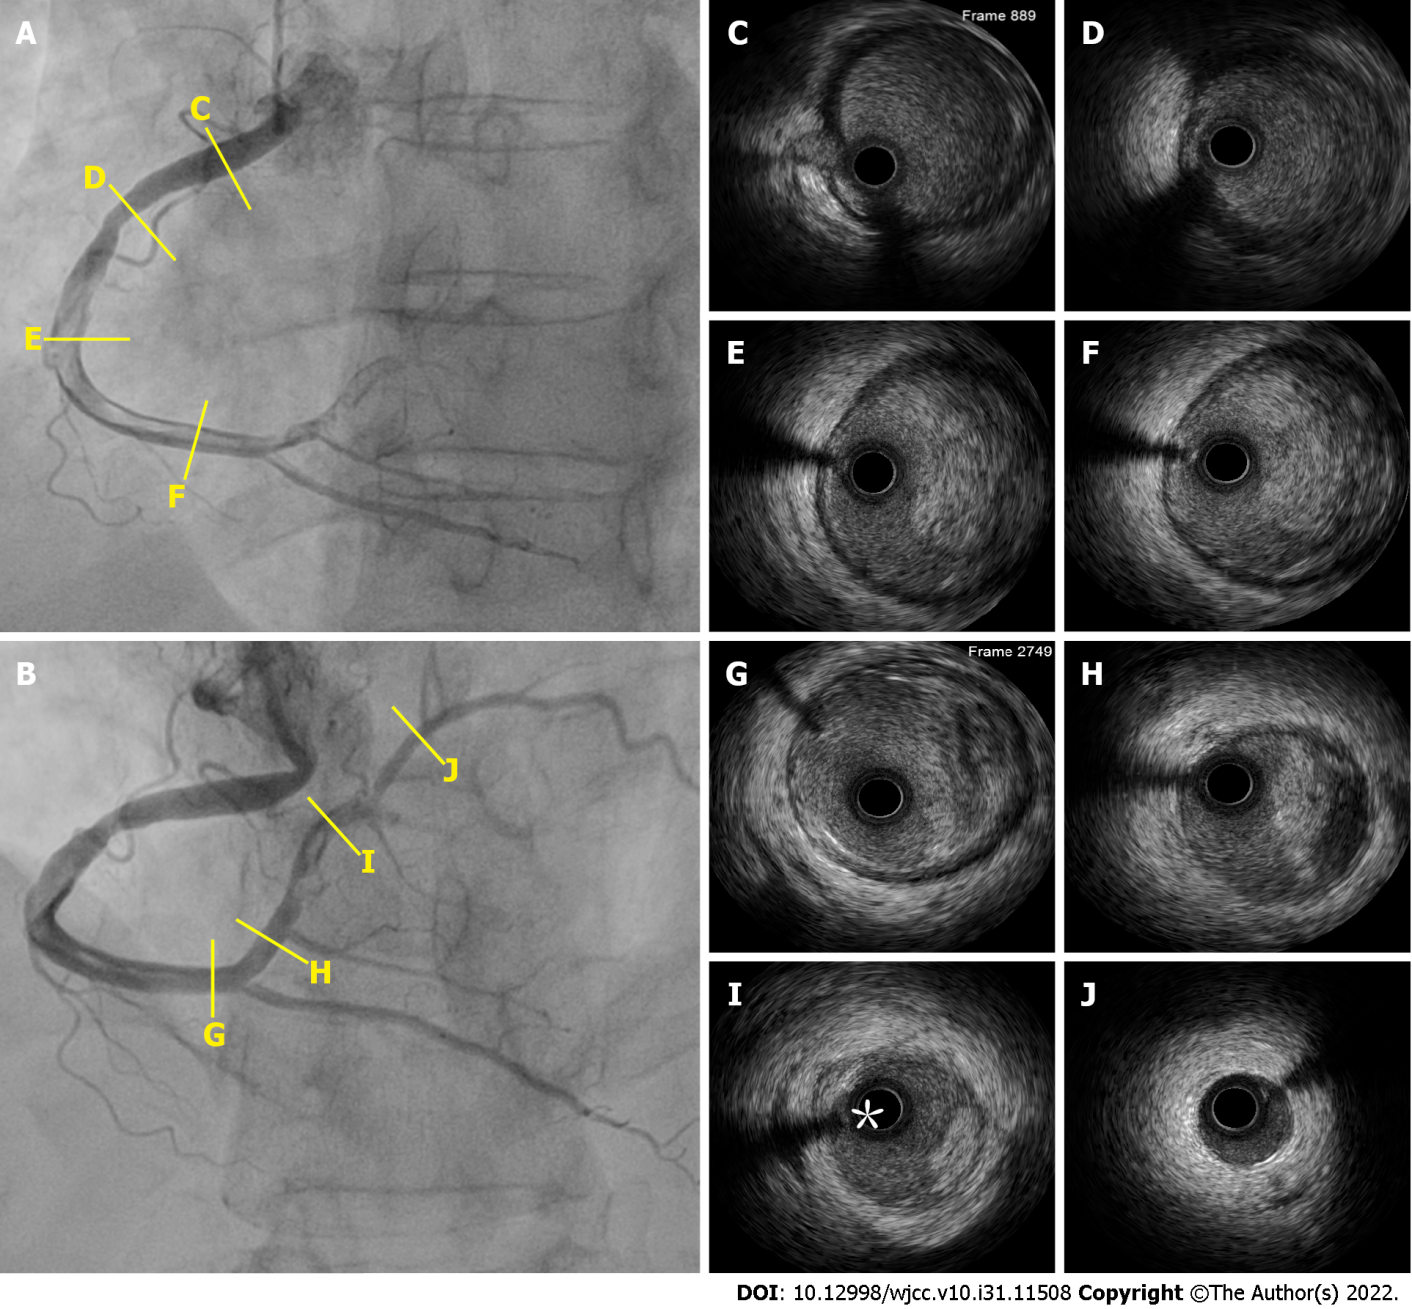 A
C
D
E
F
B
J
I
H
G
C
Frame 889
D
E
F
G
Frame 2749
H
I
J
DOI: 10.12998/wjcc.v10.i31.11508 Copyright ©The Author(s) 2022.